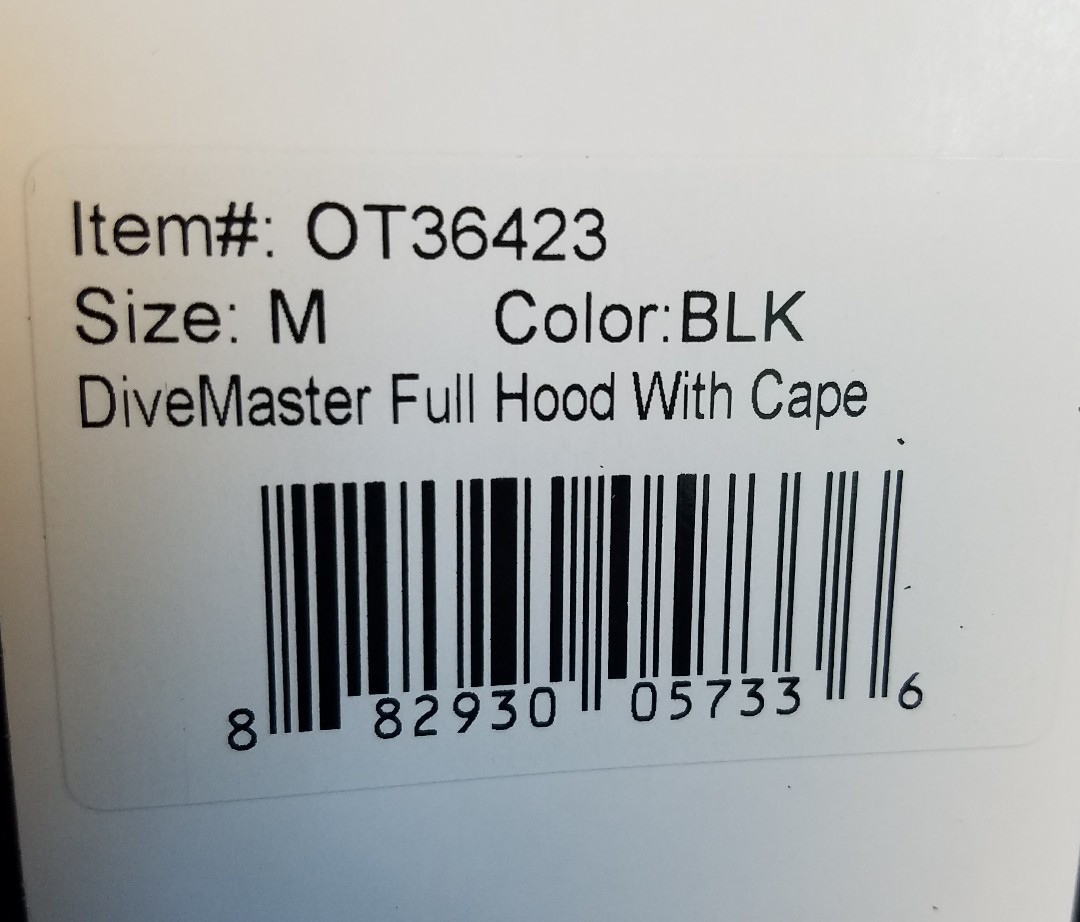 Item#: OT36423
Size: M Color:BLK
DiveMaster Full Hood With Cape
8 82930 05733 6